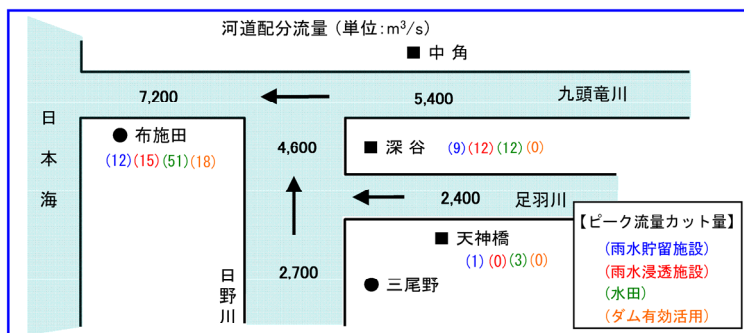 河道配分流量 (単位:m³/s)
■ 中 角
7,200
5,400
九頭竜川
日本海
● 布施田
(12)(15)(51)(18)
4,600
■ 深 谷
(9)(12)(12)(0)
2,400
足羽川
■ 天神橋
(1)(0)(3)(0)
2,700
日野川
● 三尾野
【ピーク流量カット量】
(雨水貯留施設)
(雨水浸透施設)
(水田)
(ダム有効活用)